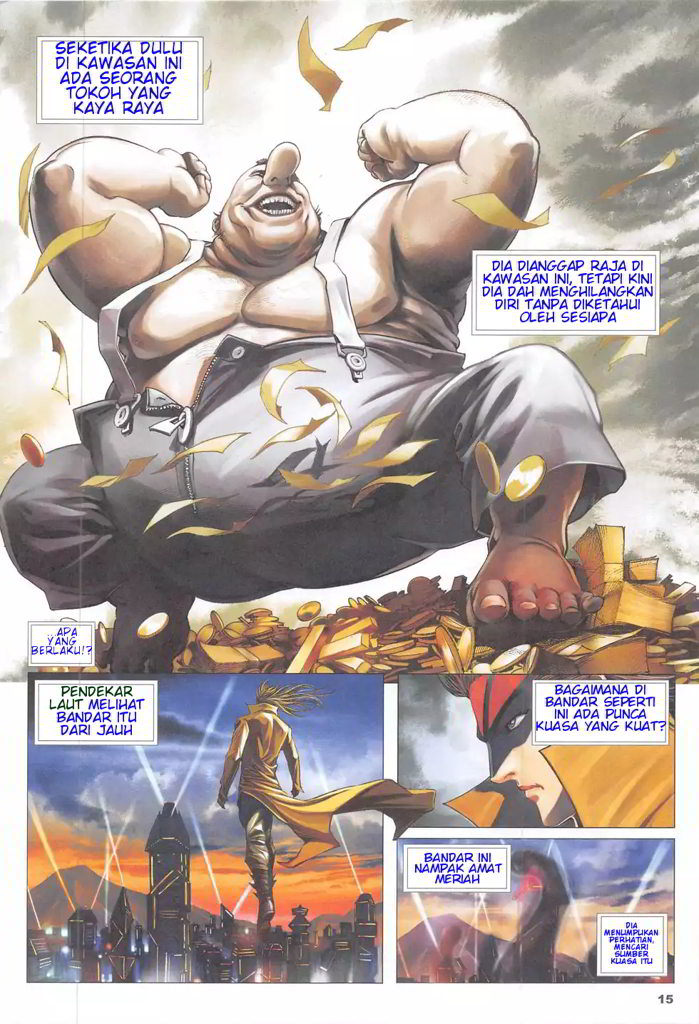 SEKETIKA DULU
DI KAWASAN INI
ADA SEORANG
TOKOH YANG
KAYA RAYA
DIA DIANGGAP RAJA DI
KAWASAN INI, TETAPI KINI
DIA DAH MENGHILANGKAN
DIRI TANPA DIKETAHUI
OLEH SESIAPA
APA
YANG
BERLAKU!?
PENDEKAR
LAUT MELIHAT
BANDAR ITU
DARI JAUH
BAGAIMANA DI
BANDAR SEPERTI
INI ADA PUNCA
KUASA YANG KUAT?
BANDAR INI
NAMPAK AMAT
MERIAH
DIA
MENUMPUKAN
PERHATIAN,
MENCARI
SUMBER
KUASA ITU
15